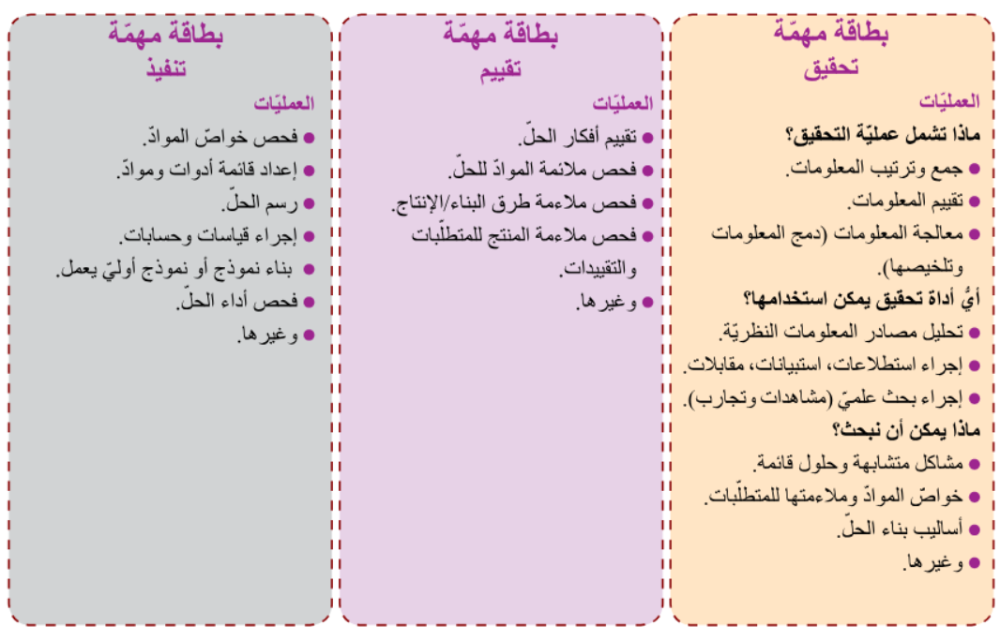 بطاقة مهمّة
تحقيق
العمليّات
ماذا تشمل عمليّة التحقيق؟
● جمع وترتيب المعلومات.
● تقييم المعلومات.
● معالجة المعلومات (دمج المعلومات
وتلخيصها).
أيُّ أداة تحقيق يمكن استخدامها؟
● تحليل مصادر المعلومات النظريّة.
● إجراء استطلاعات، استبيانات، مقابلات.
● إجراء بحث علميّ (مشاهدات وتجارب).
ماذا يمكن أن نبحث؟
● مشاكل متشابهة وحلول قائمة.
● خواصّ الموادّ وملاءمتها للمتطلّبات.
● أساليب بناء الحلّ.
● وغيرها.
بطاقة مهمّة
تقييم
العمليّات
● تقييم أفكار الحلّ.
● فحص ملائمة الموادّ للحلّ.
● فحص ملاءمة طرق البناء/الإنتاج.
● فحص ملاءمة المنتج للمتطلّبات
والتقييدات.
● وغيرها.
بطاقة مهمّة
تنفيذ
العمليّات
● فحص خواصّ الموادّ.
● إعداد قائمة أدوات وموادّ.
● رسم الحلّ.
● إجراء قياسات وحسابات.
● بناء نموذج أو نموذج أوليّ يعمل.
● فحص أداء الحلّ.
● وغيرها.